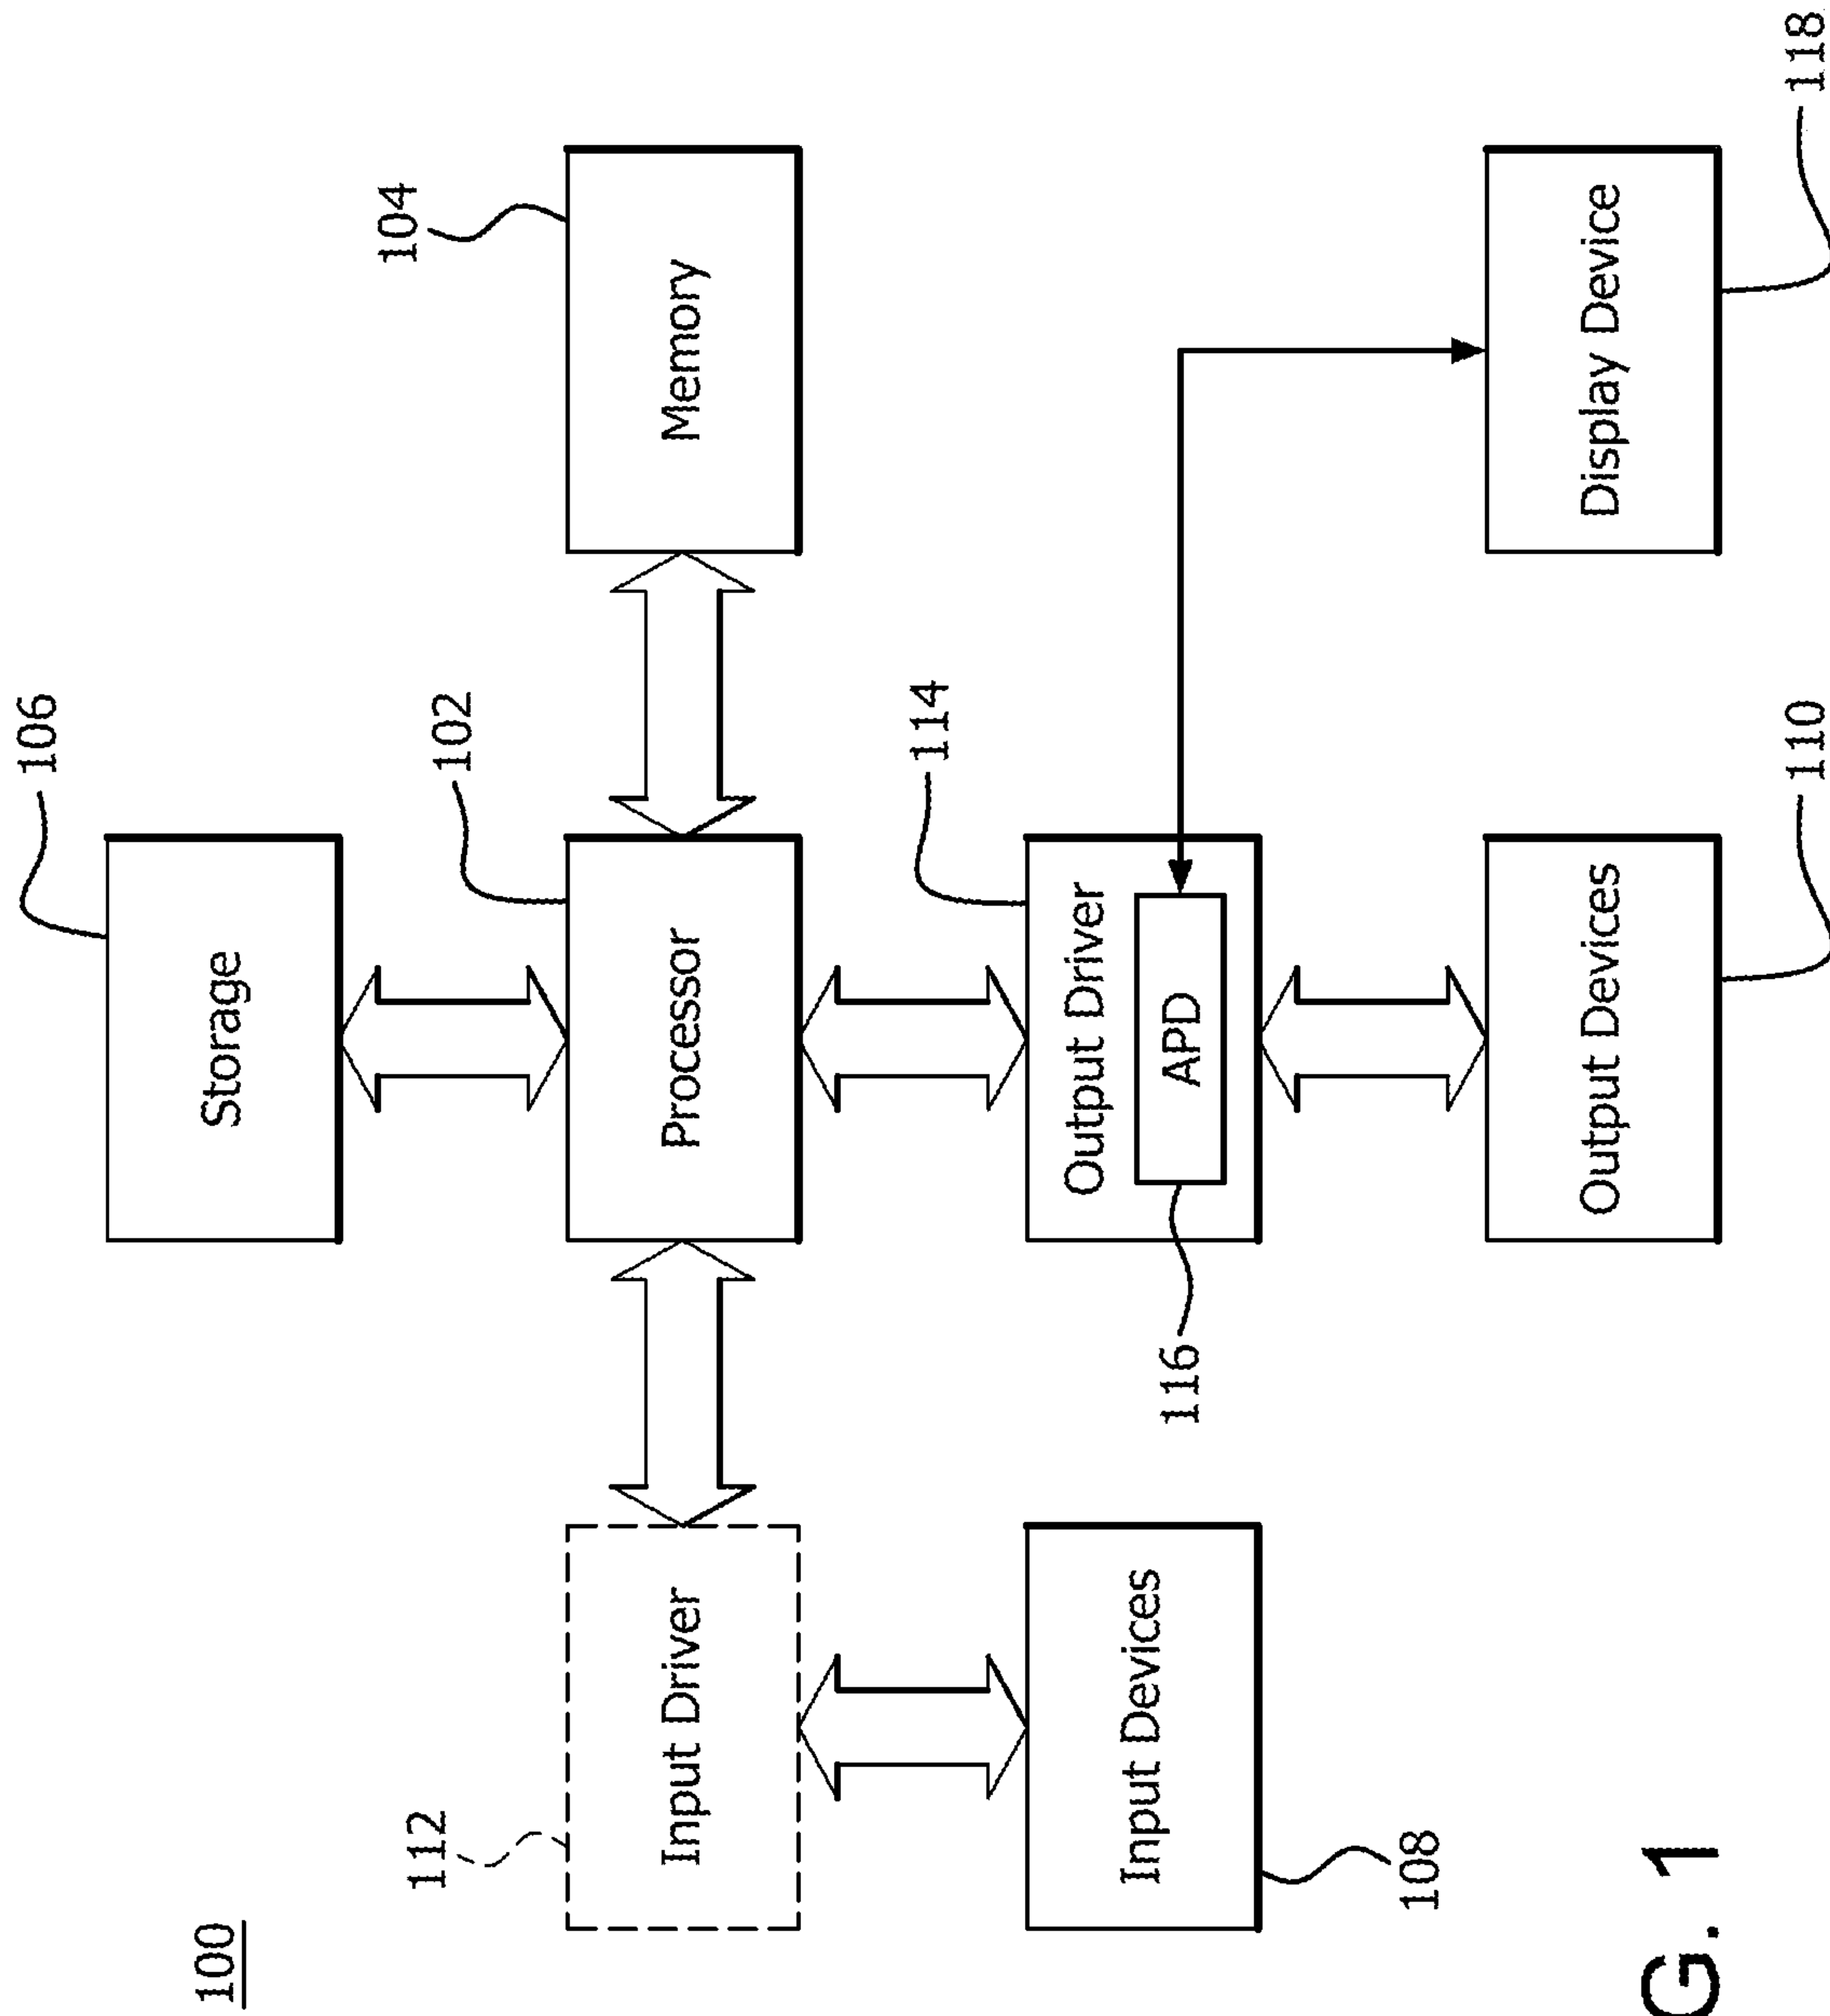 106
100
Storage
112
102
104
Input Driver
Processor
Memory
114
Output Driver
Input Devices
116
APD
108
Output Devices
Display Device
G. 1
110
118